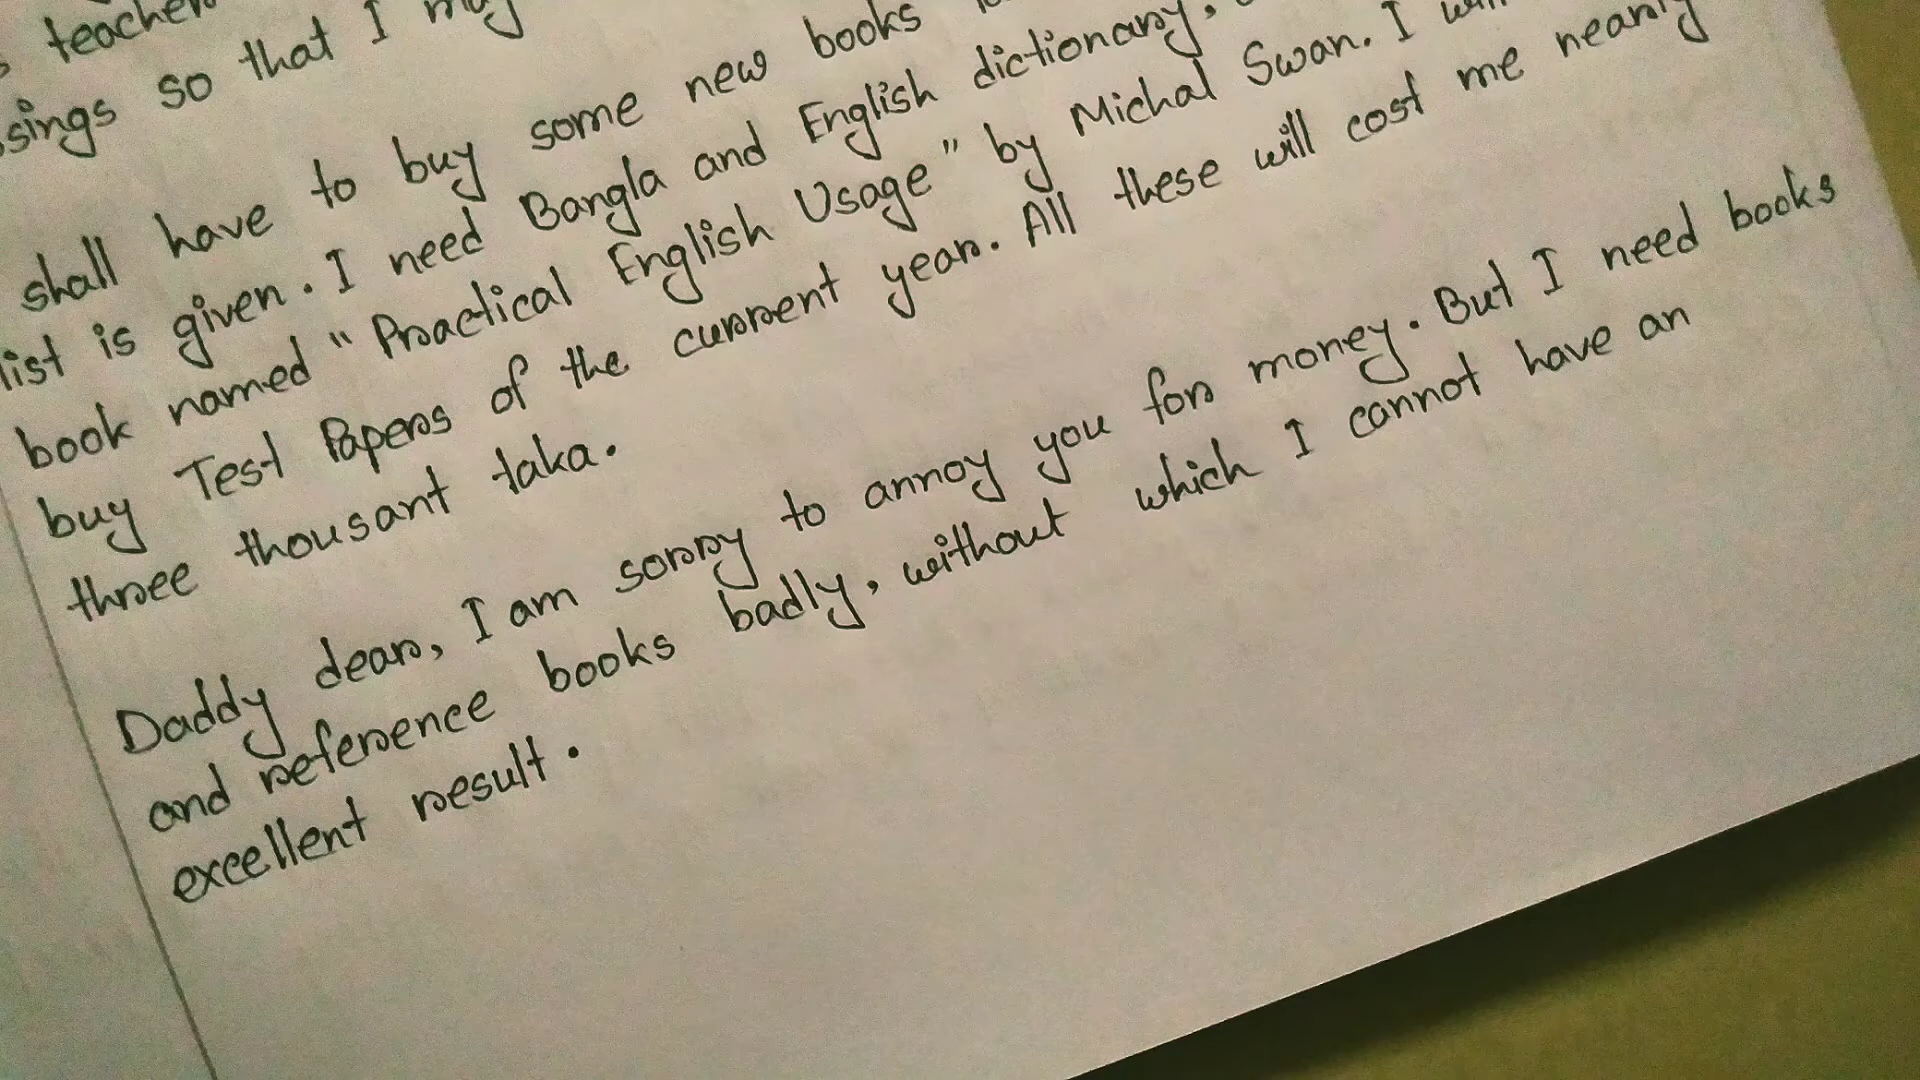 teacher
sings so that I may
shall have to buy some new books
list is given. I need Bangla and English dictionary,
book named "Practical English Usage" by Michal Swan. I will
buy Test Papers of the current year. All these will cost me nearly
three thousant taka.
Daddy dear, I am sorry to annoy you for money. But I need books
and reference books badly, without which I cannot have an
excellent result.